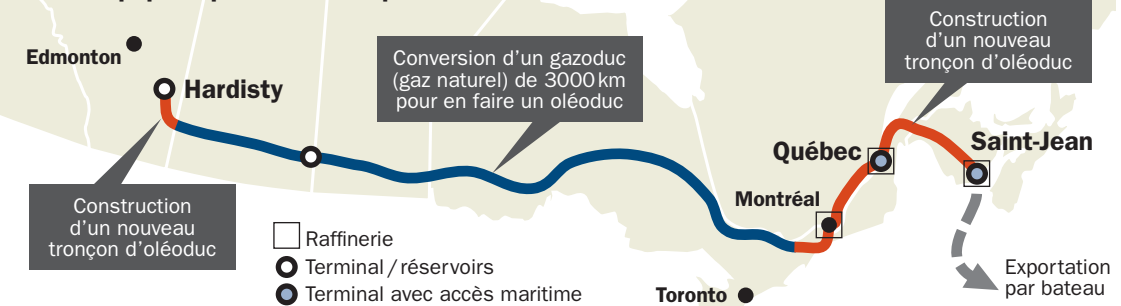 Edmonton
Hardisty
Conversion d'un gazoduc
(gaz naturel) de 3000 km
pour en faire un oléoduc
Construction
d'un nouveau
tronçon d'oléoduc
Québec
Saint-Jean
Montréal
Construction
d'un nouveau
tronçon d'oléoduc
Raffinerie
Terminal / réservoirs
Terminal avec accès maritime
Toronto
Exportation
par bateau